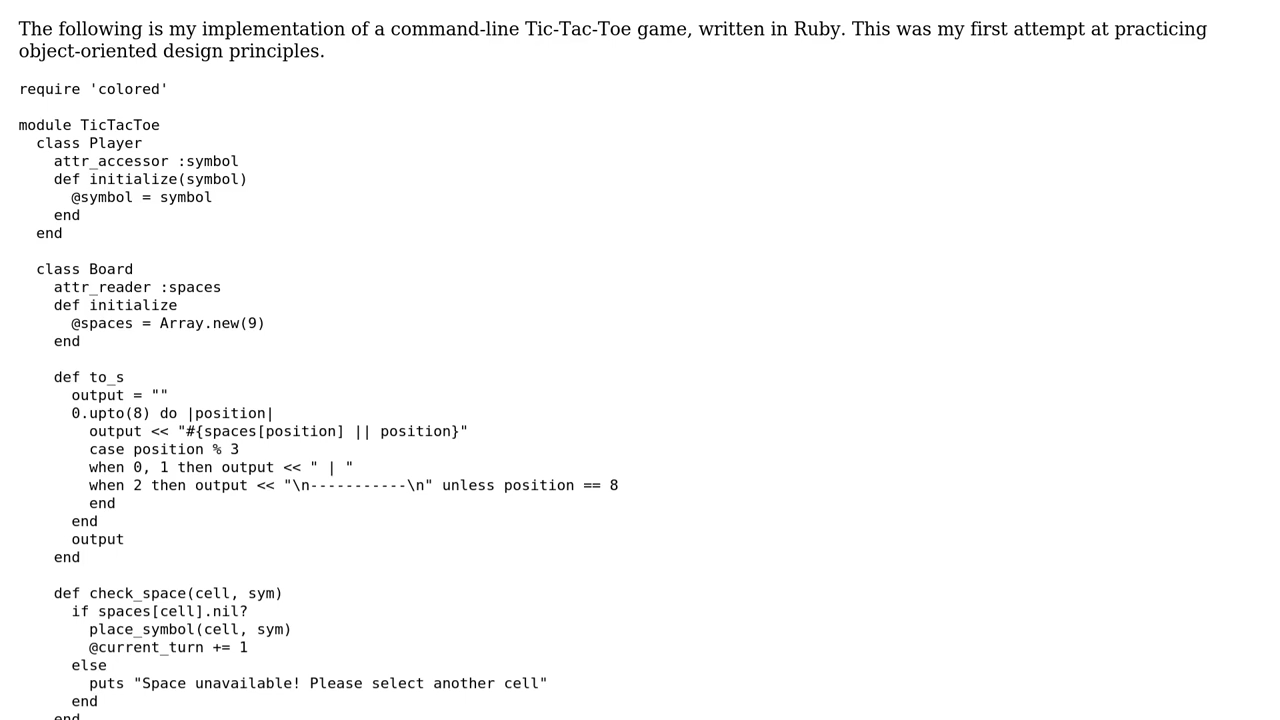 The following is my implementation of a command-line Tic-Tac-Toe game, written in Ruby. This was my first attempt at practicing
object-oriented design principles.
require 'colored'
module TicTacToe
  class Player
    attr_accessor :symbol
    def initialize(symbol)
      @symbol = symbol
    end
  end
  class Board
    attr_reader :spaces
    def initialize
      @spaces = Array.new(9)
    end
    def to_s
      output = ""
      0.upto(8) do |position|
        output << "#{spaces[position] || position}"
        case position % 3
        when 0, 1 then output << " | "
        when 2 then output << "\n-----------\n" unless position == 8
        end
      end
      output
    end
    def check_space(cell, sym)
      if spaces[cell].nil?
        place_symbol(cell, sym)
        @current_turn += 1
      else
        puts "Space unavailable! Please select another cell"
      end
    end